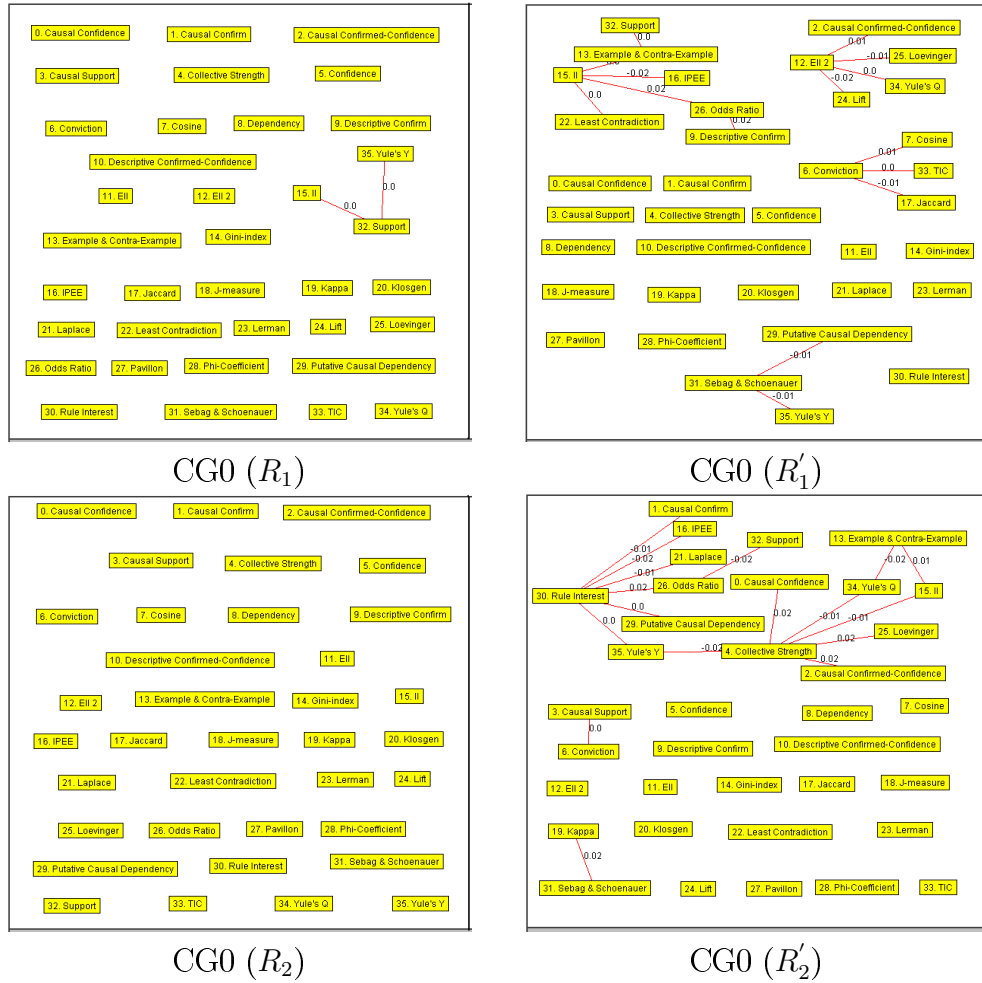 0. Causal Confidence 1. Causal Confirm 2. Causal Confirmed-Confidence
3. Causal Support 4. Collective Strength 5. Confidence
6. Conviction 7. Cosine 8. Dependency 9. Descriptive Confirm
10. Descriptive Confirmed-Confidence 35. Yule's Y
11. EII 12. EII 2 15. II 0.0 0.0
13. Example & Contra-Example 14. Gini-index 32. Support
16. IPEE 17. Jaccard 18. J-measure 19. Kappa 20. Klosgen
21. Laplace 22. Least Contradiction 23. Lerman 24. Lift 25. Loevinger
26. Odds Ratio 27. Pavillon 28. Phi-Coefficient 29. Putative Causal Dependency
30. Rule Interest 31. Sebag & Schoenauer 33. TIC 34. Yule's Q
CG0 (R1)
32. Support 2. Causal Confirmed-Confidence
0.0 0.01
13. Example & Contra-Example 25. Loevinger
15. II -0.02 16. IPEE 12. EII 2 -0.01
0.0 0.02 -0.02 0.0 34. Yule's Q
26. Odds Ratio 24. Lift
22. Least Contradiction 0.02
9. Descriptive Confirm 7. Cosine
0.01
6. Conviction 0.0 33. TIC
0. Causal Confidence 1. Causal Confirm -0.01
17. Jaccard
3. Causal Support 4. Collective Strength 5. Confidence
8. Dependency 10. Descriptive Confirmed-Confidence 11. EII 14. Gini-index
18. J-measure 19. Kappa 20. Klosgen 21. Laplace 23. Lerman
27. Pavillon 28. Phi-Coefficient 29. Putative Causal Dependency
-0.01
31. Sebag & Schoenauer 30. Rule Interest
-0.01
35. Yule's Y
CG0 (R'1)
0. Causal Confidence 1. Causal Confirm 2. Causal Confirmed-Confidence
3. Causal Support 4. Collective Strength 5. Confidence
6. Conviction 7. Cosine 8. Dependency 9. Descriptive Confirm
10. Descriptive Confirmed-Confidence 11. EII
12. EII 2 13. Example & Contra-Example 14. Gini-index 15. II
16. IPEE 17. Jaccard 18. J-measure 19. Kappa 20. Klosgen
21. Laplace 22. Least Contradiction 23. Lerman 24. Lift
25. Loevinger 26. Odds Ratio 27. Pavillon 28. Phi-Coefficient
29. Putative Causal Dependency 30. Rule Interest 31. Sebag & Schoenauer
32. Support 33. TIC 34. Yule's Q 35. Yule's Y
CG0 (R2)
1. Causal Confirm
16. IPEE 32. Support 13. Example & Contra-Example
-0.01 -0.02 21. Laplace -0.02 -0.02 0.01
-0.01 0. Causal Confidence
30. Rule Interest 0.02 26. Odds Ratio 34. Yule's Q 15. II
0.0 0.02 -0.01 -0.01
0.0 29. Putative Causal Dependency 0.02 25. Loevinger
35. Yule's Y -0.02 4. Collective Strength
0.02 2. Causal Confirmed-Confidence
3. Causal Support 5. Confidence 8. Dependency 7. Cosine
0.0
6. Conviction 9. Descriptive Confirm 10. Descriptive Confirmed-Confidence
12. EII 2 11. EII 14. Gini-index 17. Jaccard 18. J-measure
19. Kappa 20. Klosgen 22. Least Contradiction 23. Lerman
0.02
31. Sebag & Schoenauer 24. Lift 27. Pavillon 28. Phi-Coefficient 33. TIC
CG0 (R'2)